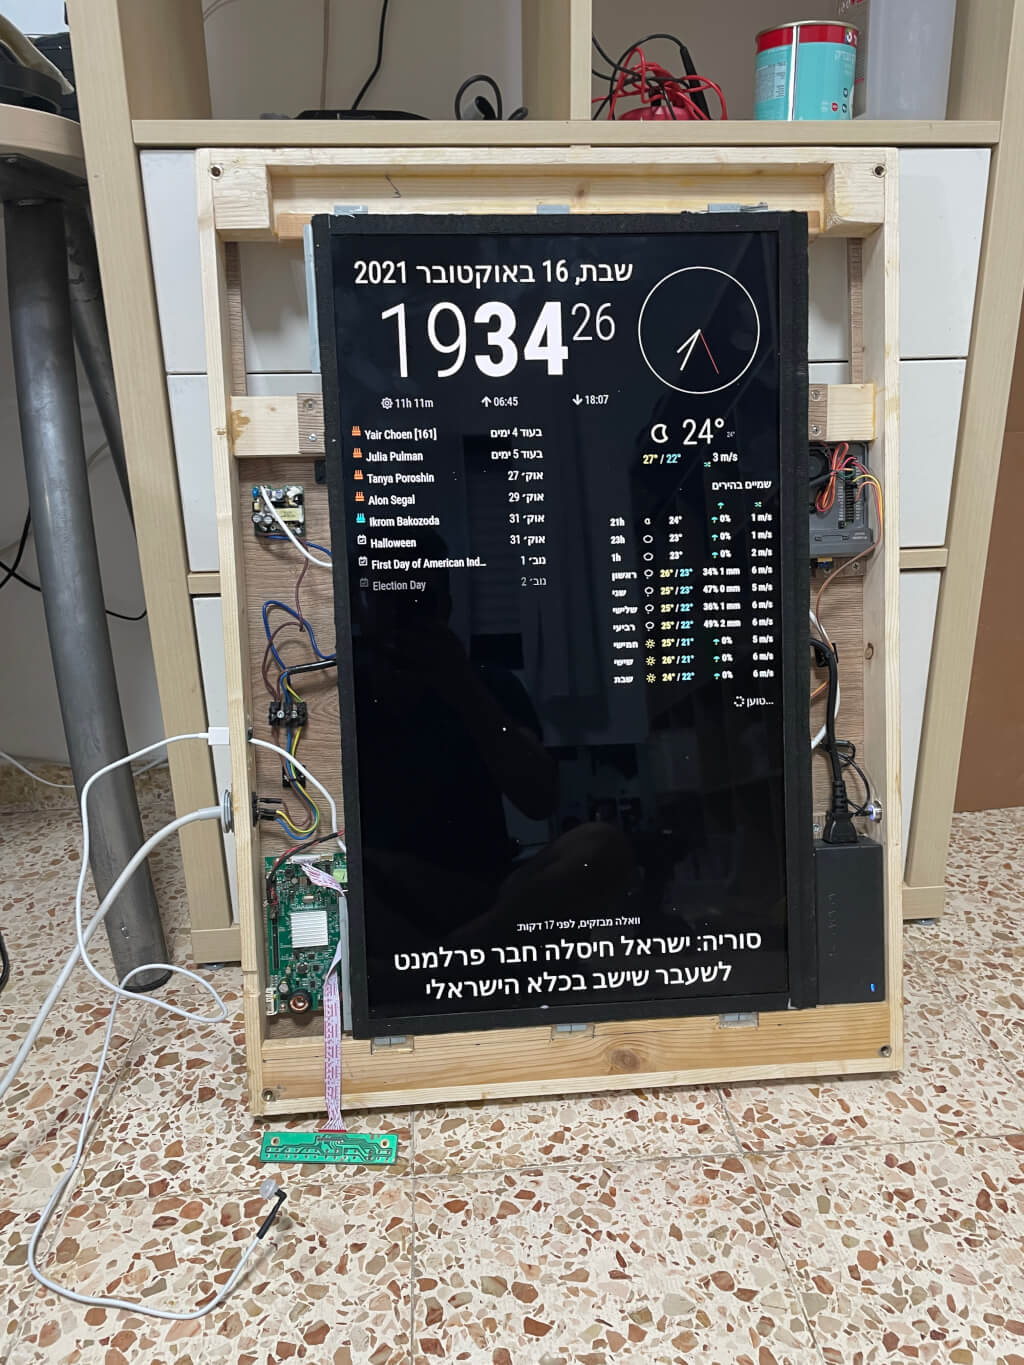 שבת, 16 באוקטובר 2021
19 34 26
11h 11m 06:45 18:07
Yair Choen [161] בעוד 4 ימים
Julia Pulman בעוד 5 ימים
Tanya Poroshin אוק׳ 27
Alon Segal אוק׳ 29
Ikrom Bakozoda אוק׳ 31
Halloween אוק׳ 31
First Day of American Ind... נוב׳ 1
Election Day נוב׳ 2
24° 24°
27° / 22° 3 m/s
שמיים בהירים
21h 24° 0% 1 m/s
23h 23° 0% 1 m/s
1h 23° 0% 2 m/s
ראשון 26° / 23° 34% 1 mm 6 m/s
שני 25° / 23° 47% 0 mm 5 m/s
שלישי 25° / 22° 36% 1 mm 6 m/s
רביעי 25° / 22° 49% 2 mm 6 m/s
חמישי 25° / 21° 0% 5 m/s
שישי 26° / 21° 0% 6 m/s
שבת 24° / 22° 0% 6 m/s
טוען...
וואלה מבזקים, לפני 17 דקות:
סוריה: ישראל חיסלה חבר פרלמנט
לשעבר שישב בכלא הישראלי